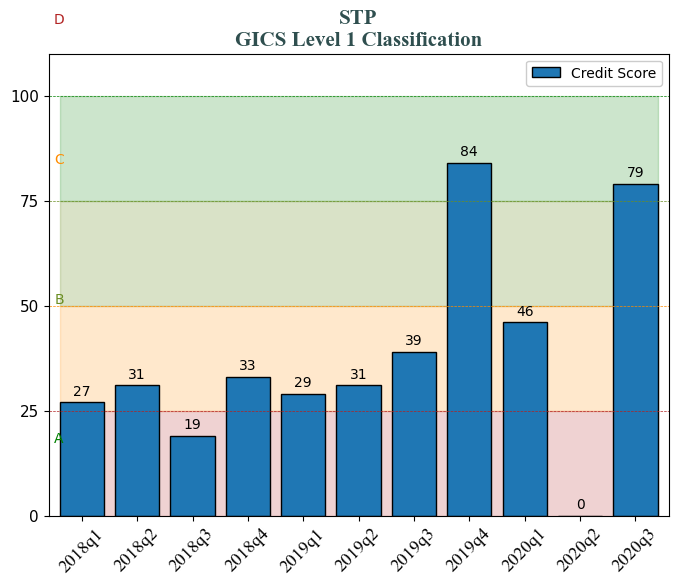 D
STP
GICS Level 1 Classification
Credit Score
100
C
84
79
75
B
50
46
39
33
31
31
29
27
25
19
A
0
0
2018q1
2018q2
2018q3
2018q4
2019q1
2019q2
2019q3
2019q4
2020q1
2020q2
2020q3